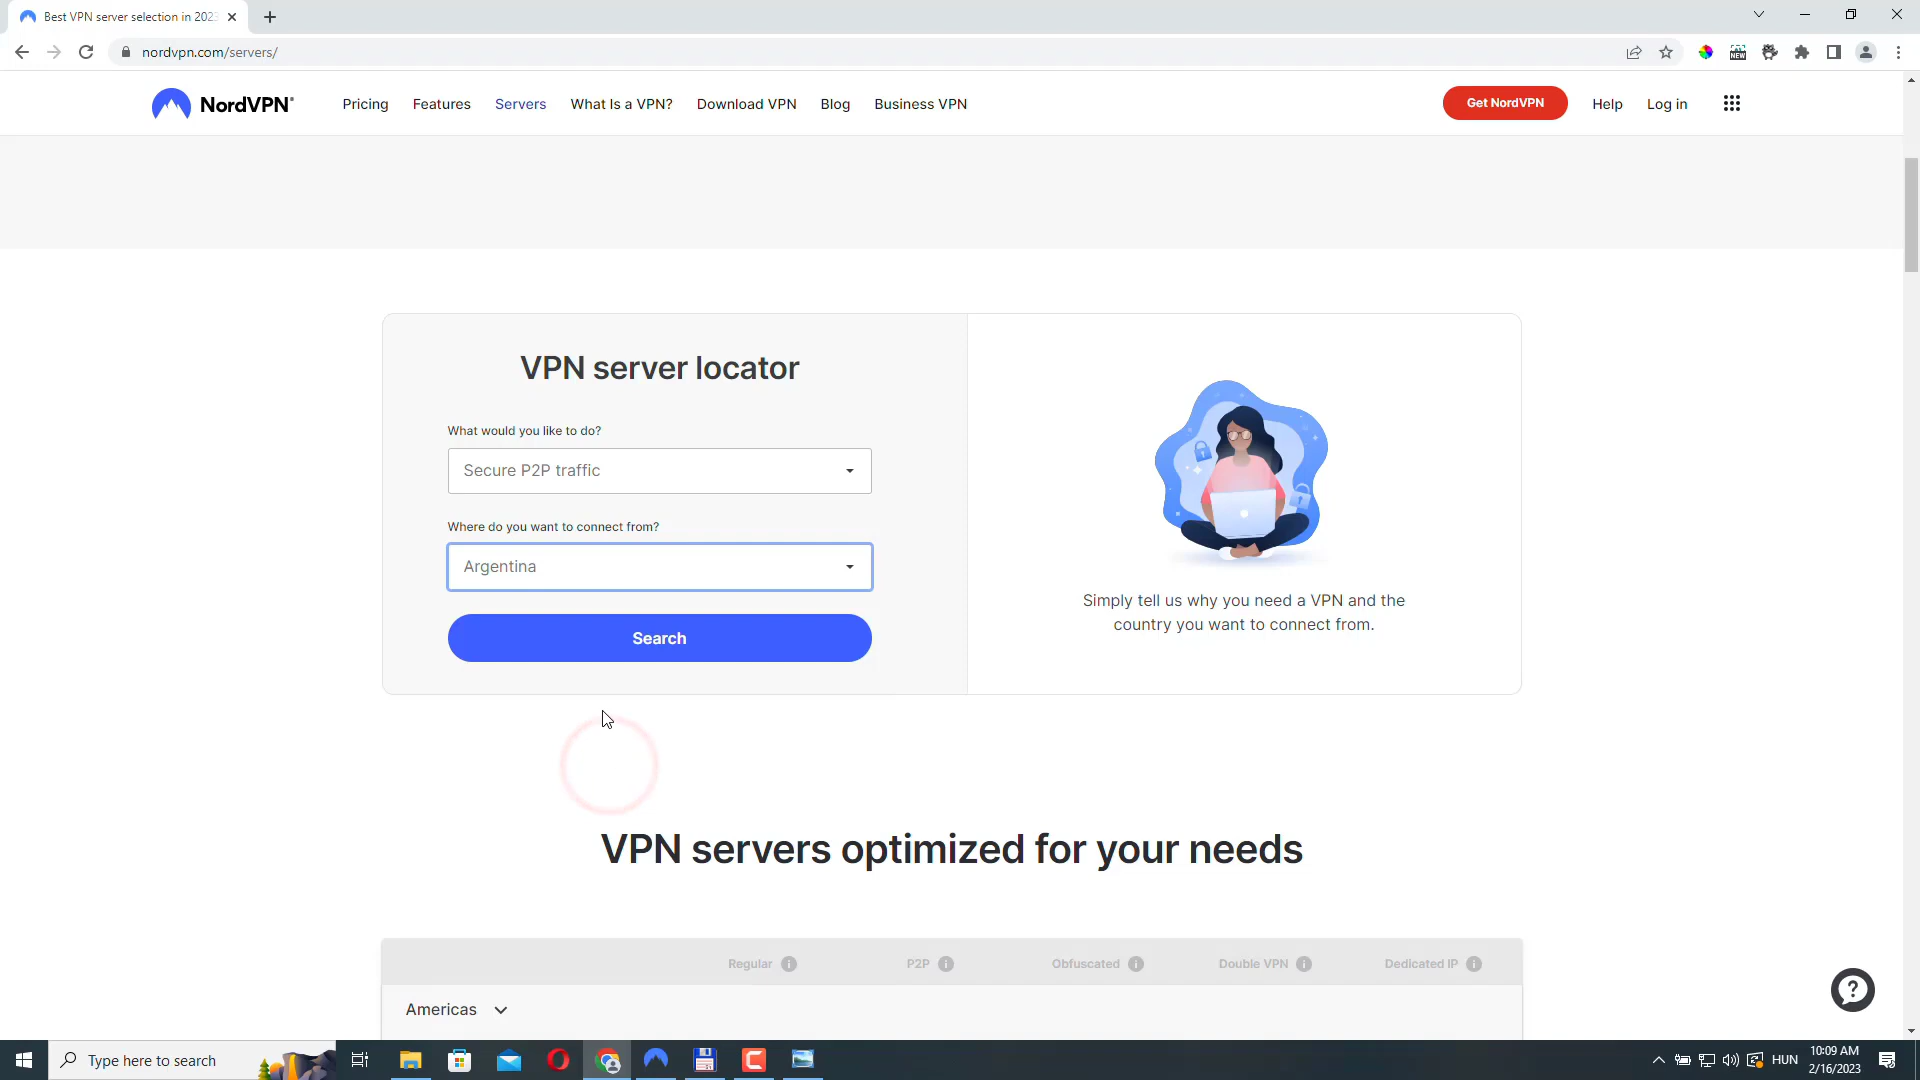 Best VPN server selection in 2023
nordvpn.com/servers/
NEW
NordVPN®
Pricing
Features
Servers
What Is a VPN?
Download VPN
Blog
Business VPN
Get NordVPN
Help
Log in
VPN server locator
What would you like to do?
Secure P2P traffic
Where do you want to connect from?
Argentina
Search
Simply tell us why you need a VPN and the
country you want to connect from.
VPN servers optimized for your needs
Regular
P2P
Obfuscated
Double VPN
Dedicated IP
Americas
Type here to search
HUN
10:09 AM
2/16/2023